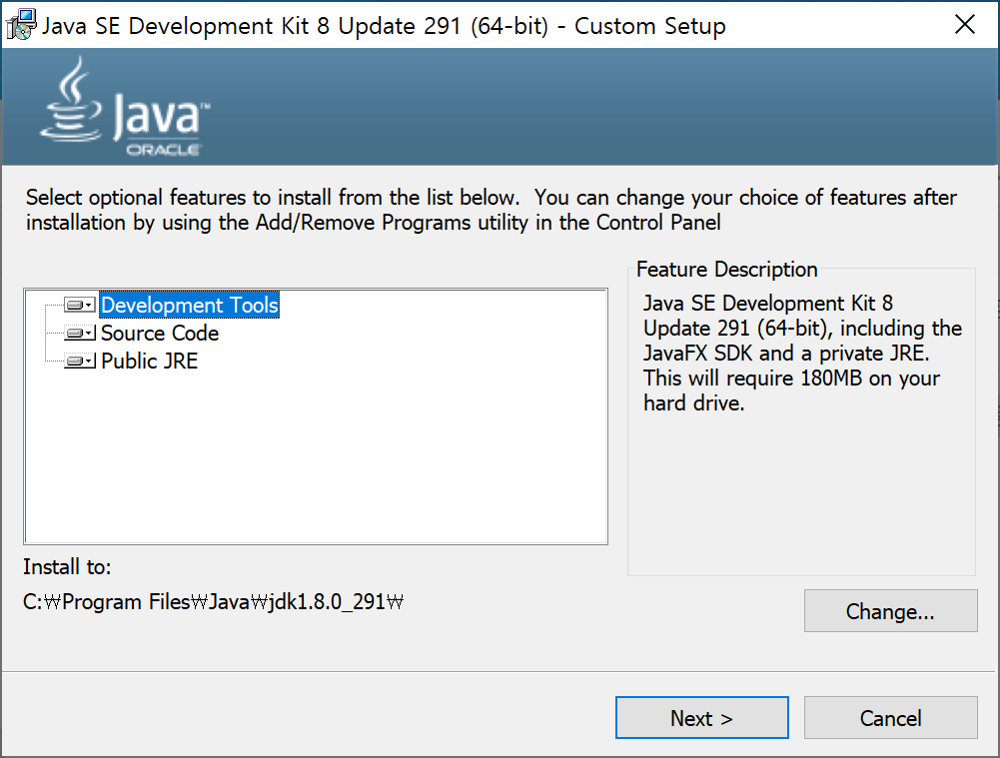 Java SE Development Kit 8 Update 291 (64-bit) - Custom Setup
Java™
ORACLE
Select optional features to install from the list below.  You can change your choice of features after
installation by using the Add/Remove Programs utility in the Control Panel
Development Tools
Source Code
Public JRE
Feature Description
Java SE Development Kit 8
Update 291 (64-bit), including the
JavaFX SDK and a private JRE.
This will require 180MB on your
hard drive.
Install to:
C:₩Program Files₩Java₩jdk1.8.0_291₩
Change...
Next >
Cancel